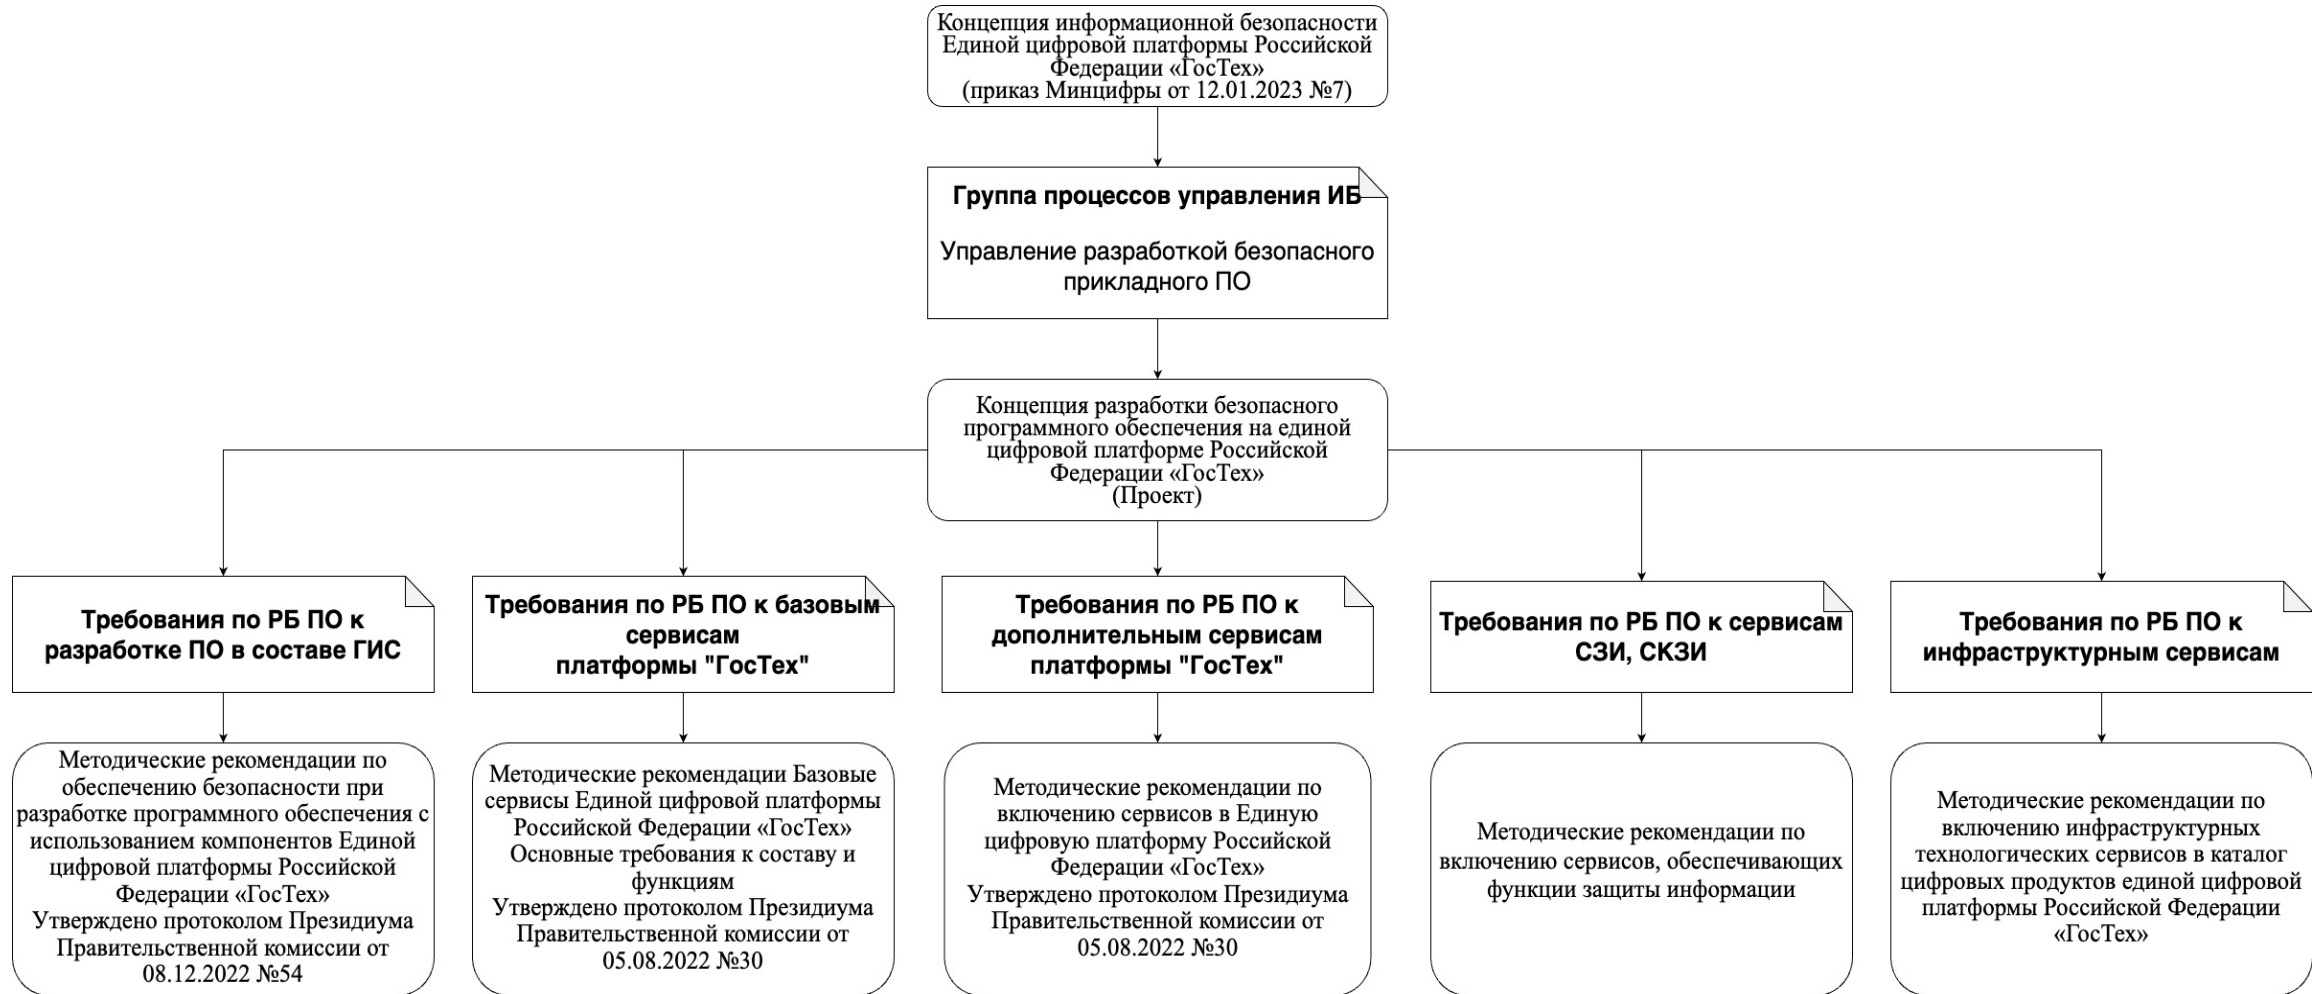 Концепция информационной безопасности
Единой цифровой платформы Российской
Федерации «ГосТех»
(приказ Минцифры от 12.01.2023 №7)
Группа процессов управления ИБ
Управление разработкой безопасного
прикладного ПО
Концепция разработки безопасного
программного обеспечения на единой
цифровой платформе Российской
Федерации «ГосТех»
(Проект)
Требования по РБ ПО к
разработке ПО в составе ГИС
Требования по РБ ПО к базовым
сервисам
платформы "ГосТех"
Требования по РБ ПО к
дополнительным сервисам
платформы "ГосТех"
Требования по РБ ПО к сервисам
СЗИ, СКЗИ
Требования по РБ ПО к
инфраструктурным сервисам
Методические рекомендации по
обеспечению безопасности при
разработке программного обеспечения с
использованием компонентов Единой
цифровой платформы Российской
Федерации «ГосТех»
Утверждено протоколом Президиума
Правительственной комиссии от
08.12.2022 №54
Методические рекомендации Базовые
сервисы Единой цифровой платформы
Российской Федерации «ГосТех»
Основные требования к составу и
функциям
Утверждено протоколом Президиума
Правительственной комиссии от
05.08.2022 №30
Методические рекомендации по
включению сервисов в Единую
цифровую платформу Российской
Федерации «ГосТех»
Утверждено протоколом Президиума
Правительственной комиссии от
05.08.2022 №30
Методические рекомендации по
включению сервисов, обеспечивающих
функции защиты информации
Методические рекомендации по
включению инфраструктурных
технологических сервисов в каталог
цифровых продуктов единой цифровой
платформы Российской Федерации
«ГосТех»